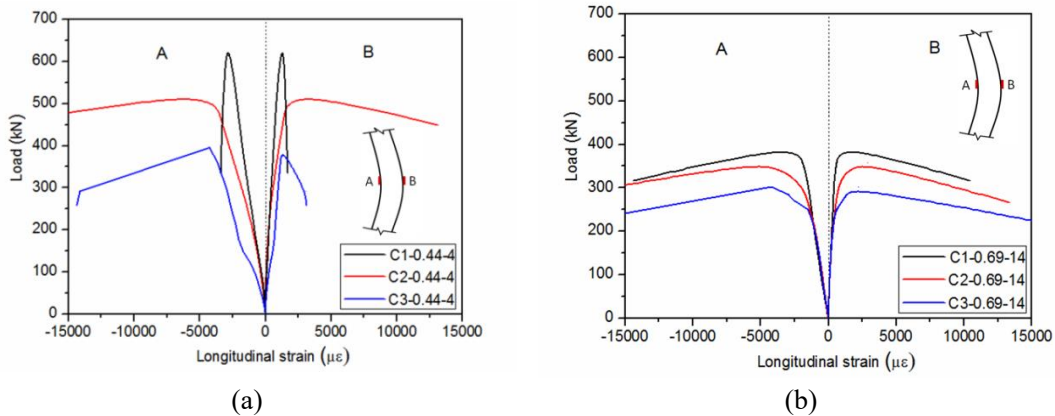 700
600
500
400
300
200
100
0
Load (kN)
A
B
A
B
C1-0.44-4
C2-0.44-4
C3-0.44-4
-15000 -10000 -5000 0 5000 10000 15000
Longitudinal strain (με)
(a)
700
600
500
400
300
200
100
0
Load (kN)
A
B
A
B
C1-0.69-14
C2-0.69-14
C3-0.69-14
-15000 -10000 -5000 0 5000 10000 15000
Longitudinal strain (με)
(b)